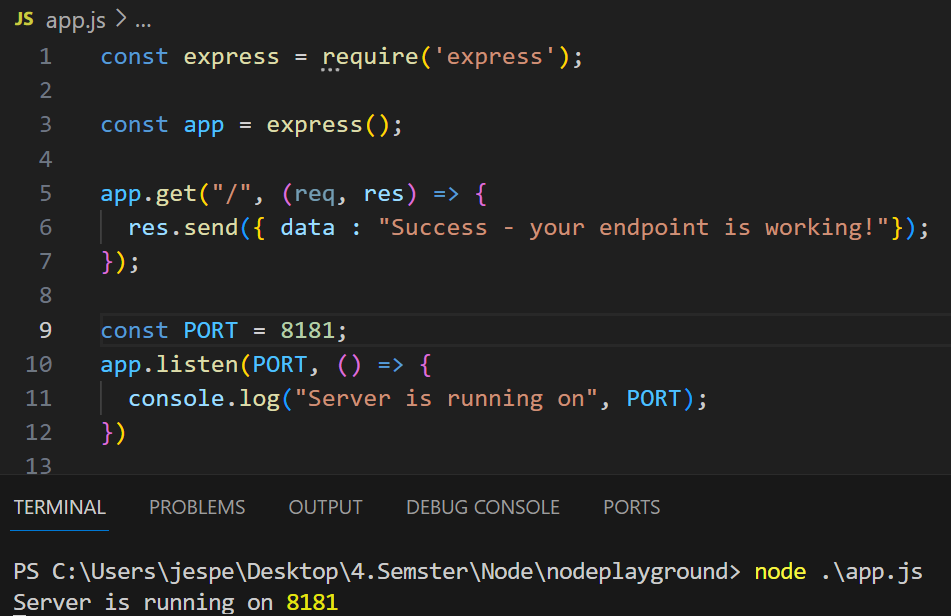 JS app.js > ...
1 const express = require('express');
2
3 const app = express();
4
5 app.get("/", (req, res) => {
6 res.send({ data : "Success - your endpoint is working!"});
7 });
8
9 const PORT = 8181;
10 app.listen(PORT, () => {
11 console.log("Server is running on", PORT);
12 })
13
TERMINAL PROBLEMS OUTPUT DEBUG CONSOLE PORTS
PS C:\Users\jespe\Desktop\4.Semster\Node\nodeplayground> node .\app.js
Server is running on 8181